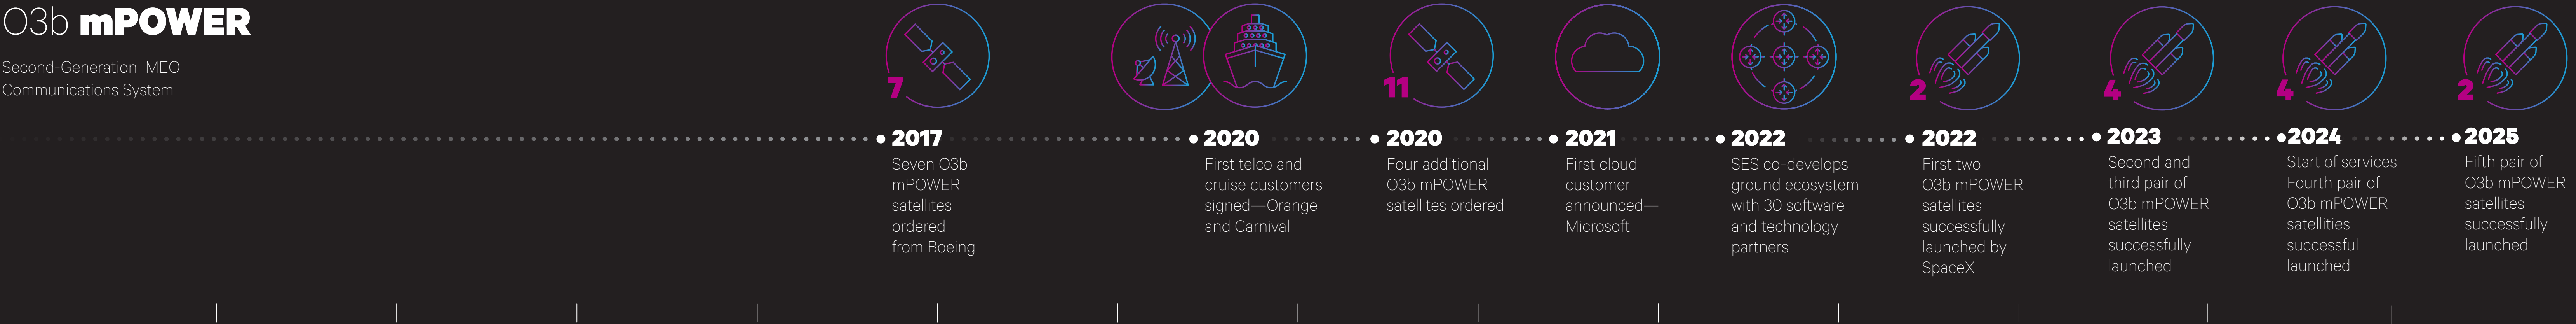 O3b mPOWER
Second-Generation MEO
Communications System
7
11
2
4
4
2
2017
Seven O3b
mPOWER
satellites
ordered
from Boeing
2020
First telco and
cruise customers
signed—Orange
and Carnival
2020
Four additional
O3b mPOWER
satellites ordered
2021
First cloud
customer
announced—
Microsoft
2022
SES co-develops
ground ecosystem
with 30 software
and technology
partners
2022
First two
O3b mPOWER
satellites
successfully
launched by
SpaceX
2023
Second and
third pair of
O3b mPOWER
satellites
successfully
launched
2024
Start of services
Fourth pair of
O3b mPOWER
satellities
successful
launched
2025
Fifth pair of
O3b mPOWER
satellites
successfully
launched